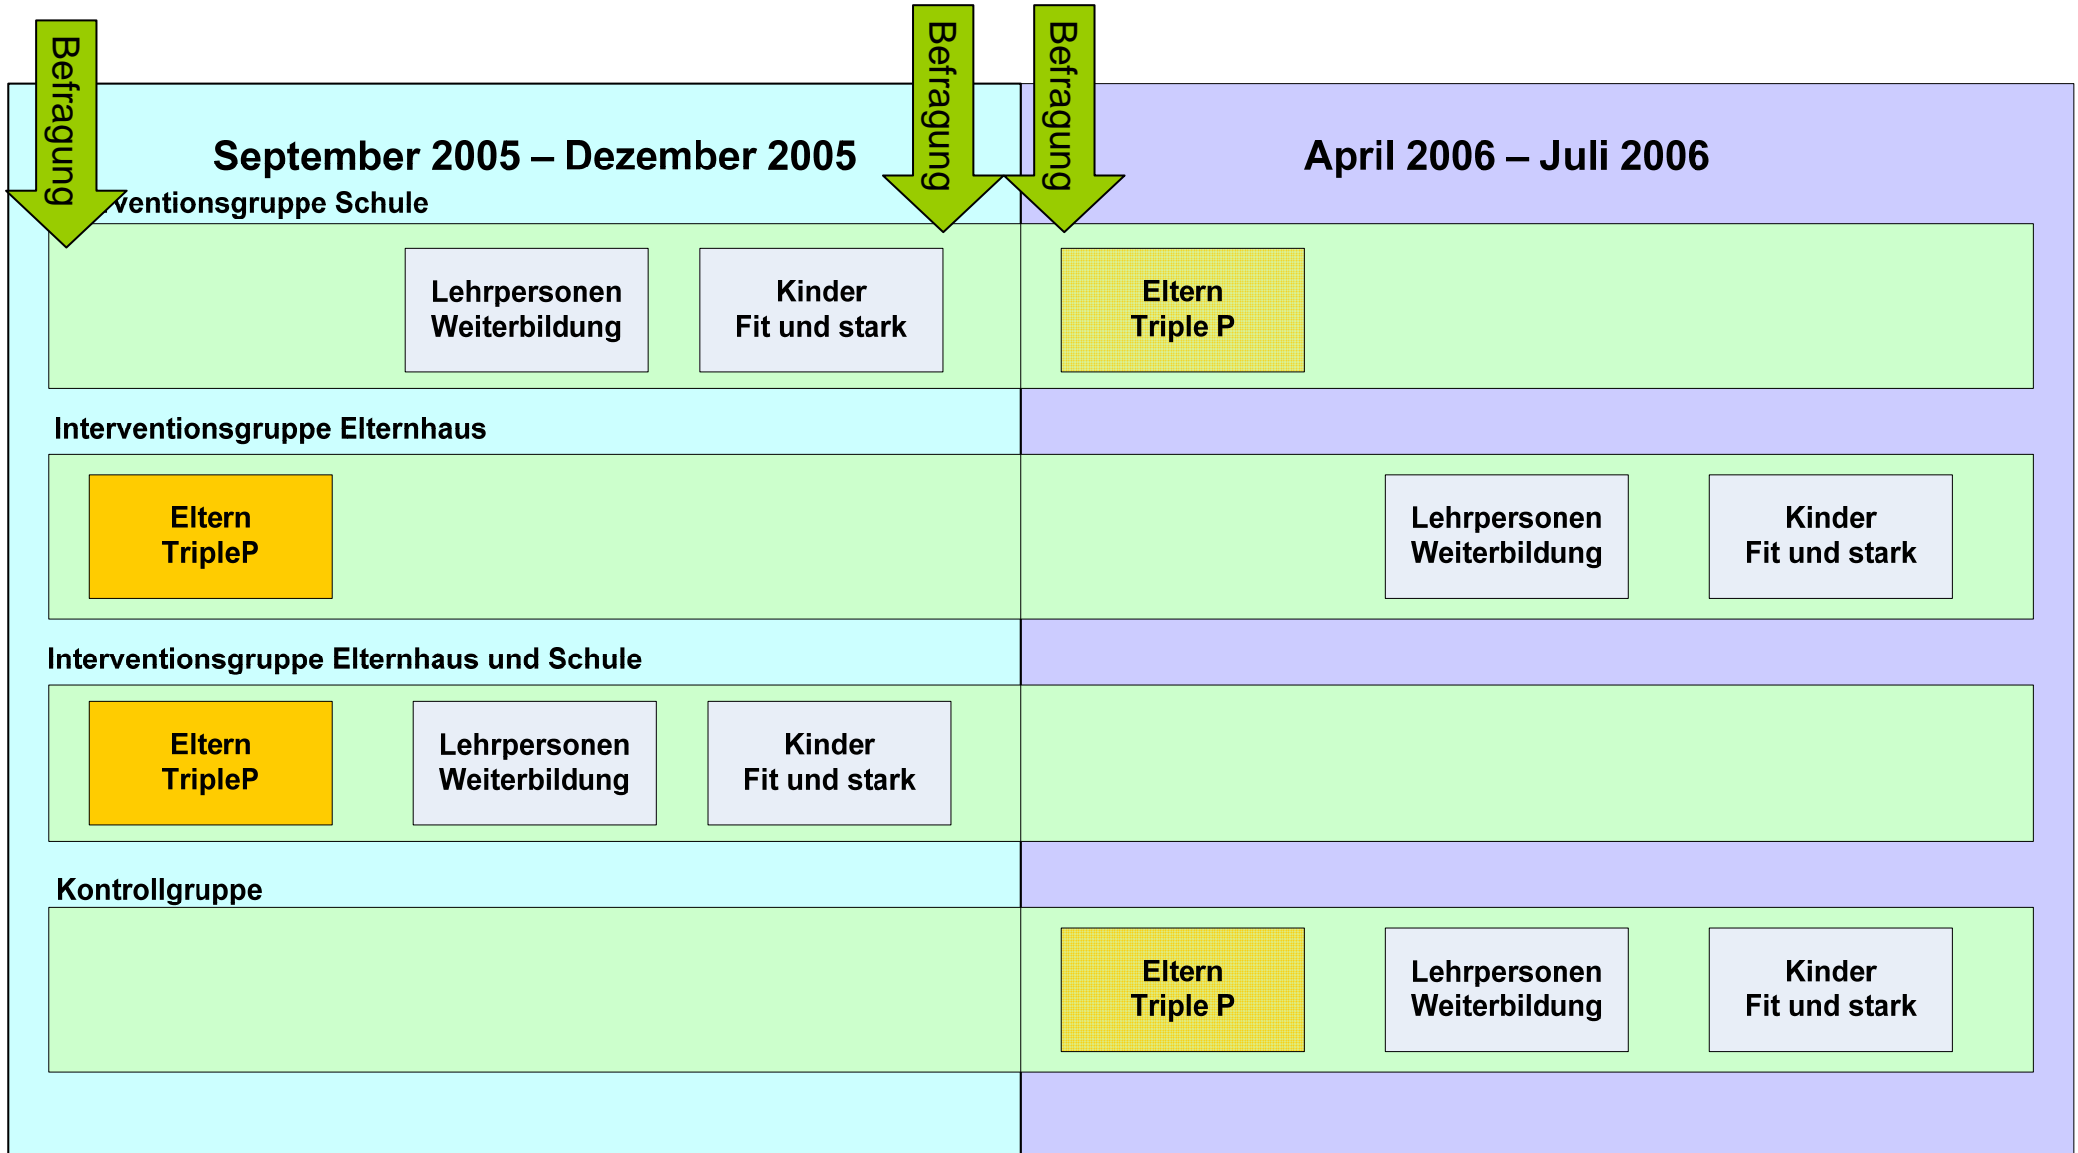 Befragung
Befragung
Befragung
September 2005 – Dezember 2005
April 2006 – Juli 2006
rventionsgruppe Schule
Lehrpersonen
Weiterbildung
Kinder
Fit und stark
Eltern
Triple P
Interventionsgruppe Elternhaus
Eltern
TripleP
Lehrpersonen
Weiterbildung
Kinder
Fit und stark
Interventionsgruppe Elternhaus und Schule
Eltern
TripleP
Lehrpersonen
Weiterbildung
Kinder
Fit und stark
Kontrollgruppe
Eltern
Triple P
Lehrpersonen
Weiterbildung
Kinder
Fit und stark